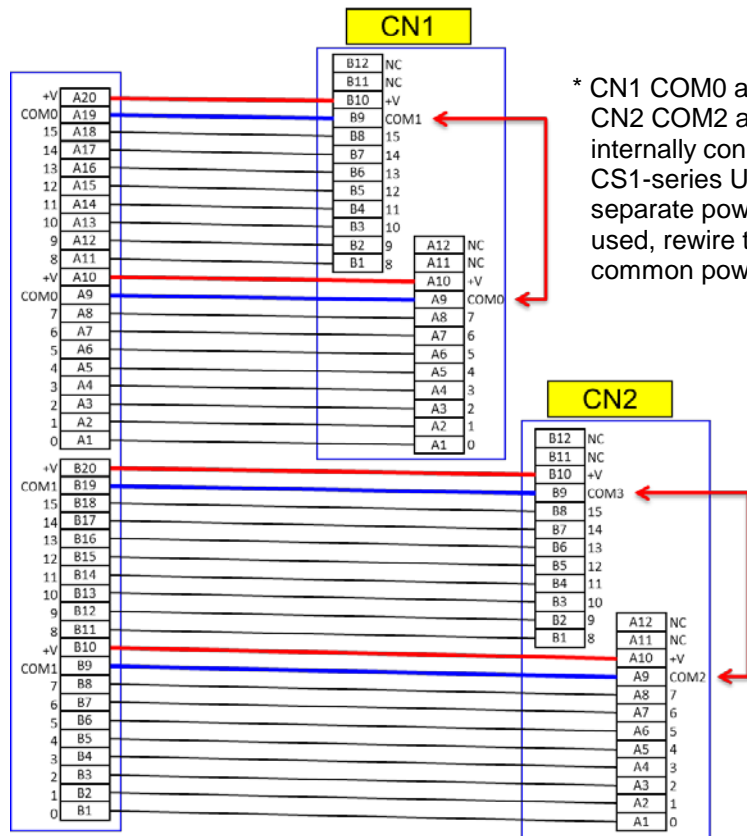 CN1
+V A20
COM0 A19
15 A18
14 A17
13 A16
12 A15
11 A14
10 A13
9 A12
8 A11
+V A10
COM0 A9
7 A8
6 A7
5 A6
4 A5
3 A4
2 A3
1 A2
0 A1
+V B20
COM1 B19
15 B18
14 B17
13 B16
12 B15
11 B14
10 B13
9 B12
8 B11
+V B10
COM1 B9
7 B8
6 B7
5 B6
4 B5
3 B4
2 B3
1 B2
0 B1
B12 NC
B11 NC
B10 +V
B9 COM1
B8 15
B7 14
B6 13
B5 12
B4 11
B3 10
B2 9
B1 8
A12 NC
A11 NC
A10 +V
A9 COM0
A8 7
A7 6
A6 5
A5 4
A4 3
A3 2
A2 1
A1 0
* CN1 COM0 a
CN2 COM2 a
internally con
CS1-series U
separate pow
used, rewire t
common pow
CN2
B12 NC
B11 NC
B10 +V
B9 COM3
B8 15
B7 14
B6 13
B5 12
B4 11
B3 10
B2 9
B1 8
A12 NC
A11 NC
A10 +V
A9 COM2
A8 7
A7 6
A6 5
A5 4
A4 3
A3 2
A2 1
A1 0